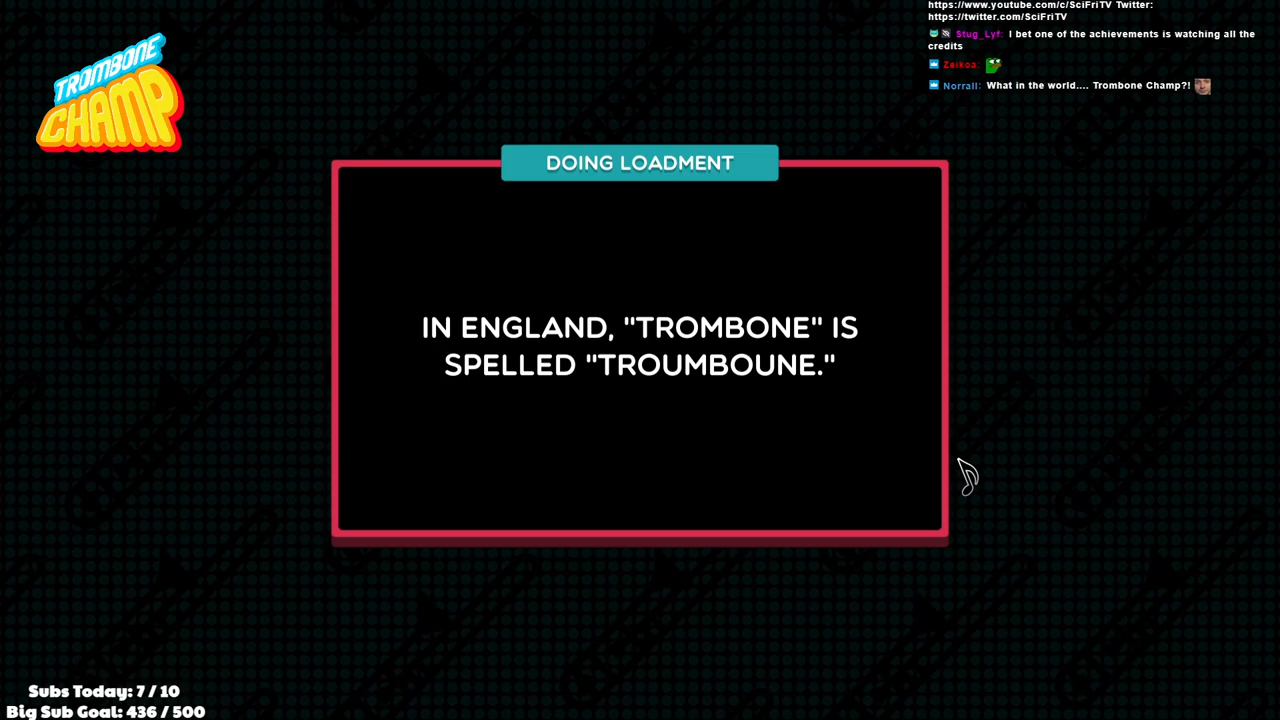 https://www.youtube.com/c/SciFriTV Twitter:
https://twitter.com/SciFriTV
Stug_Lyf: I bet one of the achievements is watching all the
credits
Zeikoa:
Norrall: What in the world.... Trombone Champ?!
TROMBONE
CHAMP
DOING LOADMENT
IN ENGLAND, "TROMBONE" IS
SPELLED "TROUMBOUNE."
Subs Today: 7 / 10
Big Sub Goal: 436 / 500